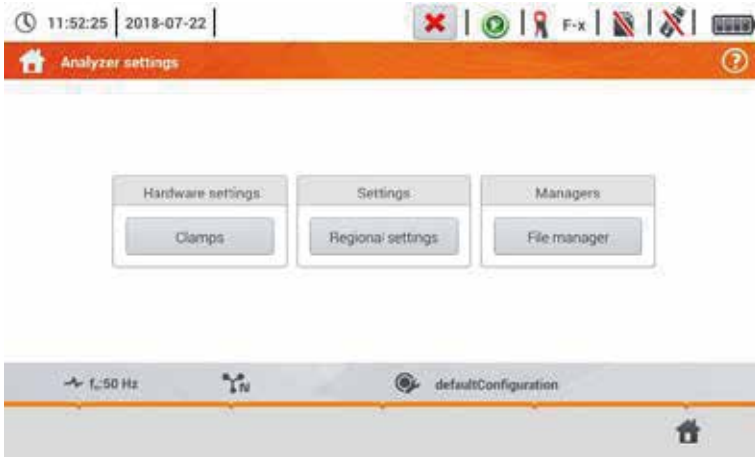 11:52:25 2018-07-22 F-x
Analyzer settings ?
Hardware settings Settings Managers
Clamps Regional settings File manager
fn:50 Hz N defaultConfiguration